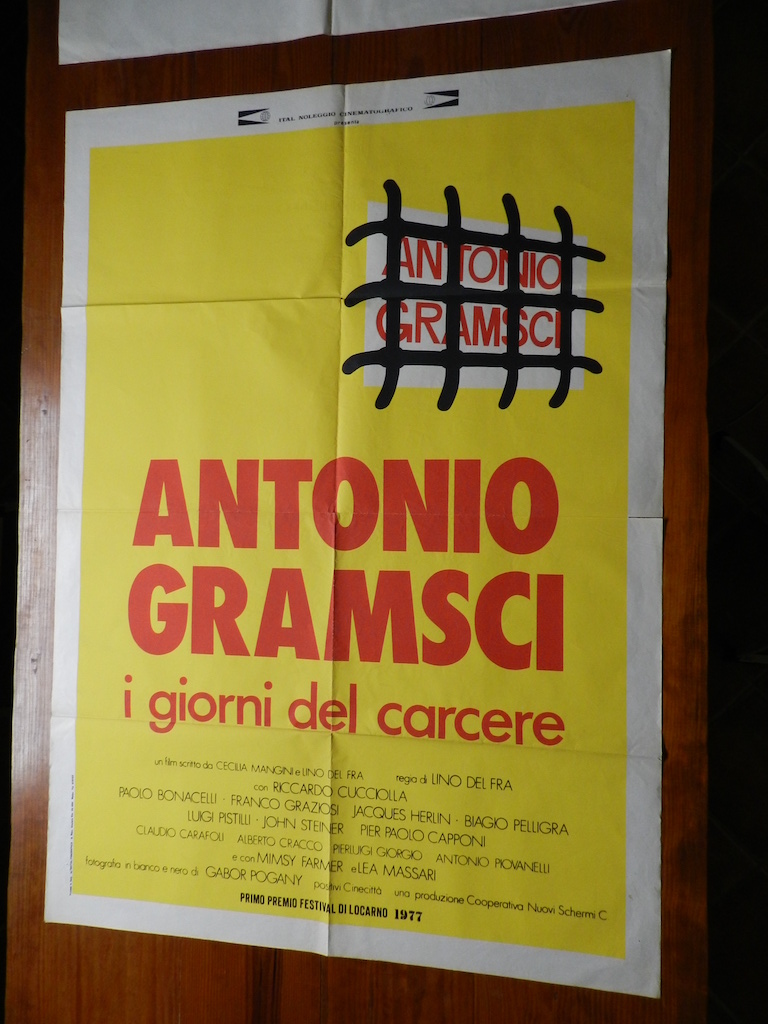 ITAL NOLEGGIO CINEMATOGRAFICO
presenta
ANTONIO
GRAMSCI
ANTONIO
GRAMSCI
i giorni del carcere
un film scritto da CECILIA MANGINI e LINO DEL FRA regia di LINO DEL FRA
con RICCARDO CUCCIOLLA
PAOLO BONACELLI · FRANCO GRAZIOSI JACQUES HERLIN · BIAGIO PELLIGRA
LUIGI PISTILLI · JOHN STEINER PIER PAOLO CAPPONI
CLAUDIO CARAFOLI ALBERTO CRACCO PIERLUIGI GIORGIO ANTONIO PIOVANELLI
e con MIMSY FARMER e LEA MASSARI
fotografia in bianco e nero di GABOR POGANY positivi Cinecittà una produzione Cooperativa Nuovi Schermi C
PRIMO PREMIO FESTIVAL DI LOCARNO 1977